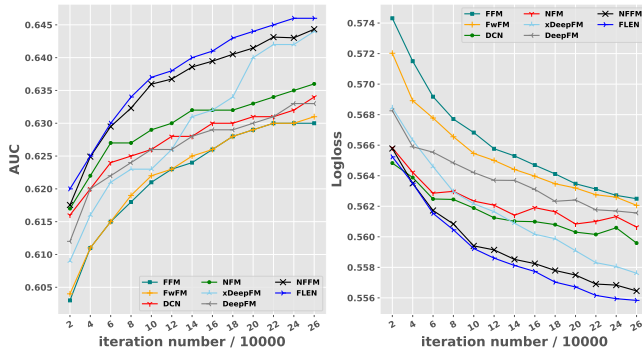 0.645
0.640
0.635
0.630
0.625
0.620
0.615
0.610
0.605
AUC
2 4 6 8 10 12 14 16 18 20 22 24 26
iteration number / 10000
FFM NFM NFFM
FwFM xDeepFM FLEN
DCN DeepFM
0.574
0.572
0.570
0.568
0.566
0.564
0.562
0.560
0.558
0.556
Logloss
2 4 6 8 10 12 14 16 18 20 22 24 26
iteration number / 10000
FFM NFM NFFM
FwFM xDeepFM FLEN
DCN DeepFM